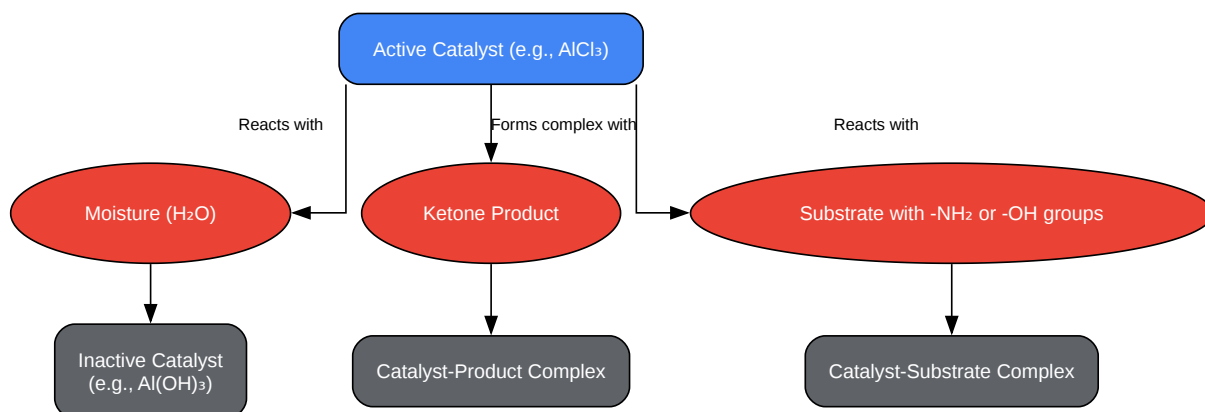 Active Catalyst (e.g., AlCl₃)
Reacts with
Forms complex with
Reacts with
Moisture (H₂O)
Ketone Product
Substrate with -NH₂ or -OH groups
Inactive Catalyst
(e.g., Al(OH)₃)
Catalyst-Product Complex
Catalyst-Substrate Complex